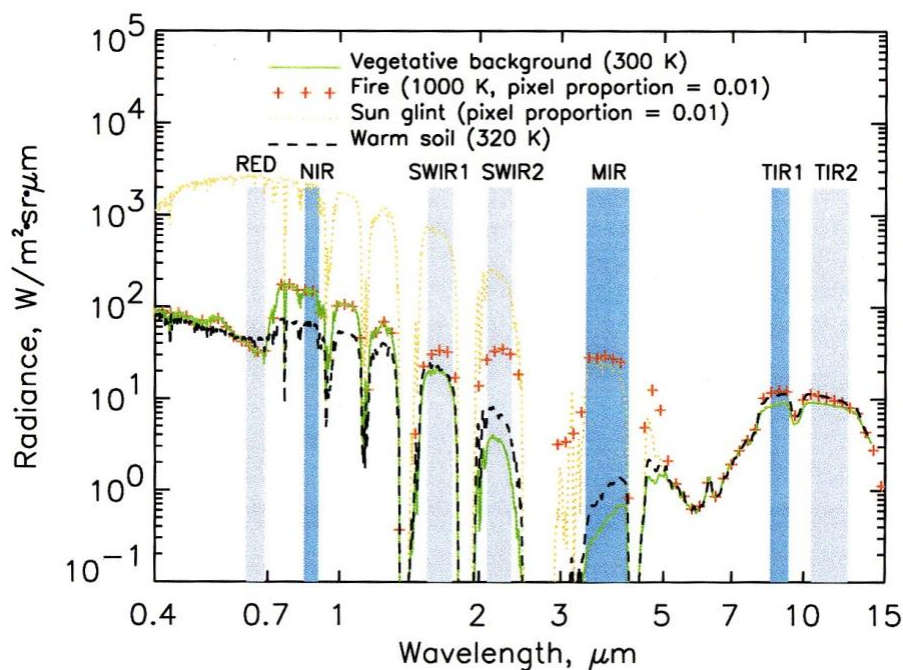 10⁵
Vegetative background (300 K)
Fire (1000 K, pixel proportion = 0.01)
10⁴
Sun glint (pixel proportion = 0.01)
Warm soil (320 K)
RED NIR SWIR1 SWIR2 MIR TIR1 TIR2
10³
10²
10¹
10⁰
10⁻¹
Radiance, W/m²srμm
0.4 0.7 1 2 3 5 7 10 15
Wavelength, μm